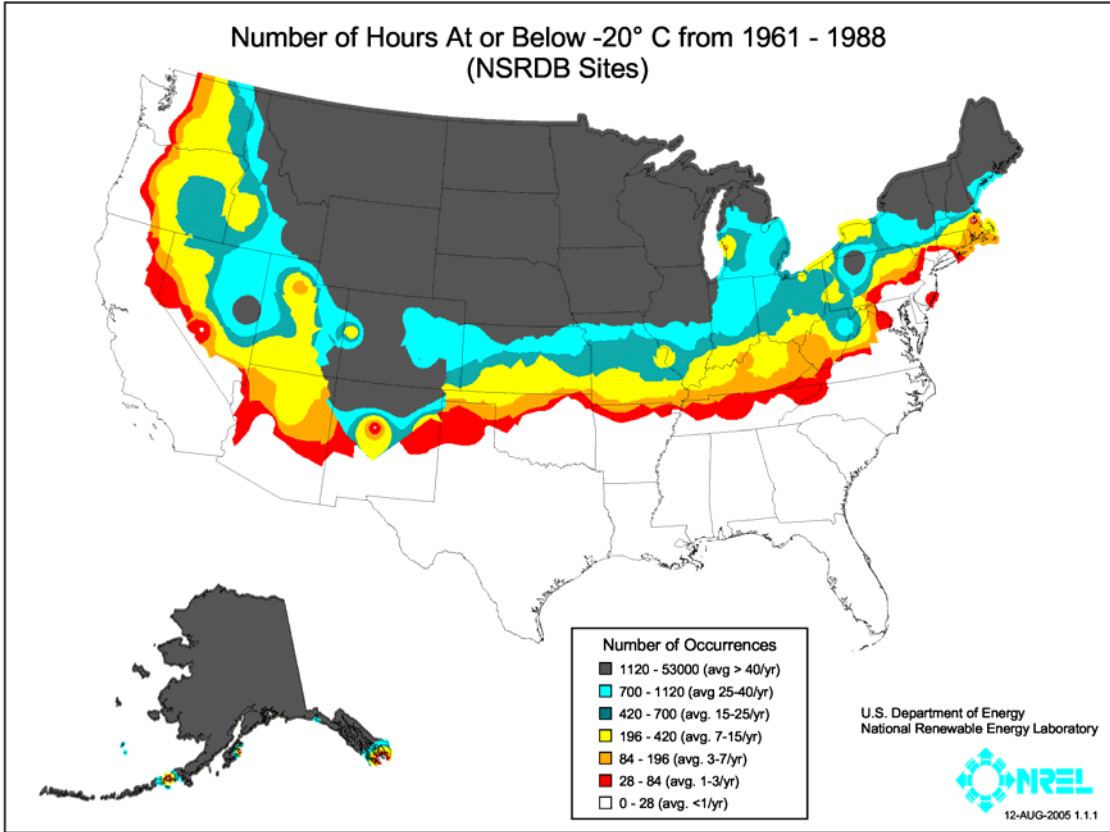 Number of Hours At or Below -20° C from 1961 - 1988
(NSRDB Sites)
Number of Occurrences
1120 - 53000 (avg > 40/yr)
700 - 1120 (avg 25-40/yr)
420 - 700 (avg. 15-25/yr)
196 - 420 (avg. 7-15/yr)
84 - 196 (avg. 3-7/yr)
28 - 84 (avg. 1-3/yr)
0 - 28 (avg. <1/yr)
U.S. Department of Energy
National Renewable Energy Laboratory
NREL
12-AUG-2005 1.1.1